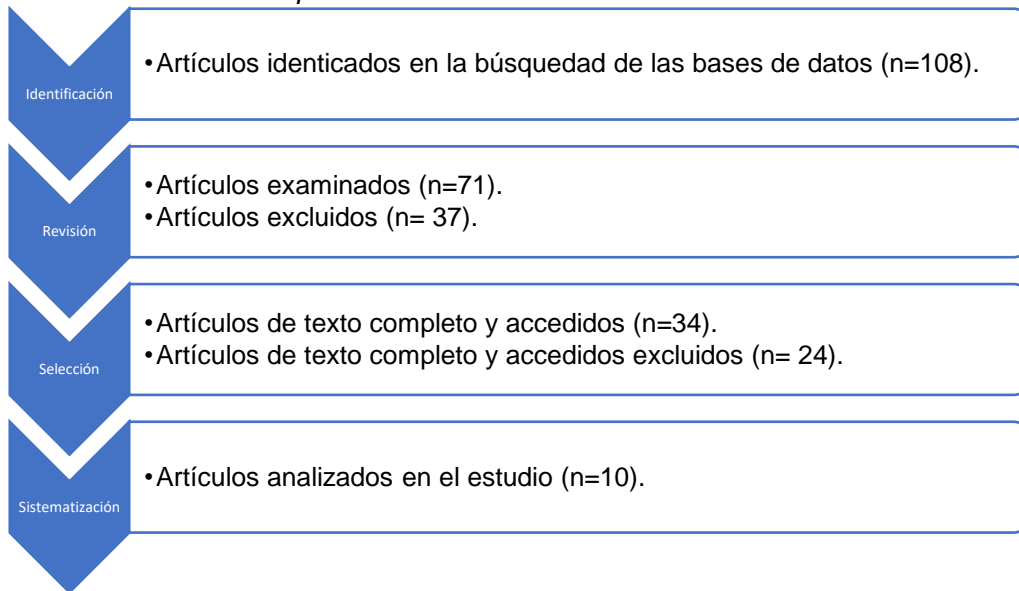 Identificación
•Artículos identicados en la búsquedad de las bases de datos (n=108).
Revisión
•Artículos examinados (n=71).
•Artículos excluidos (n= 37).
Selección
•Artículos de texto completo y accedidos (n=34).
•Artículos de texto completo y accedidos excluidos (n= 24).
Sistematización
•Artículos analizados en el estudio (n=10).